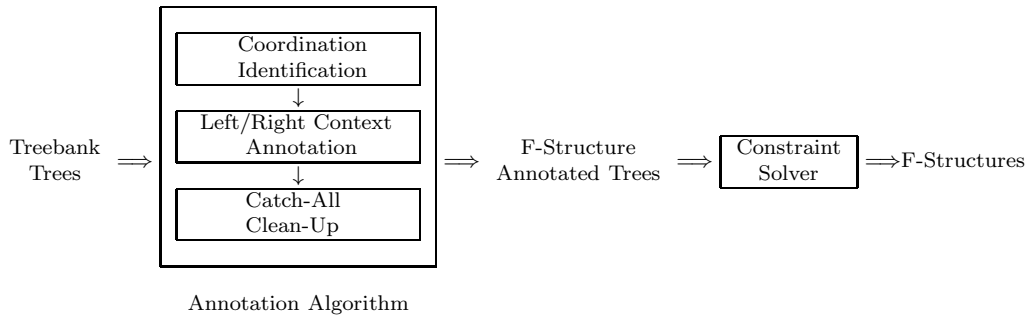 Treebank
Trees
Coordination
Identification
Left/Right Context
Annotation
Catch-All
Clean-Up
Annotation Algorithm
F-Structure
Annotated Trees
Constraint
Solver
F-Structures